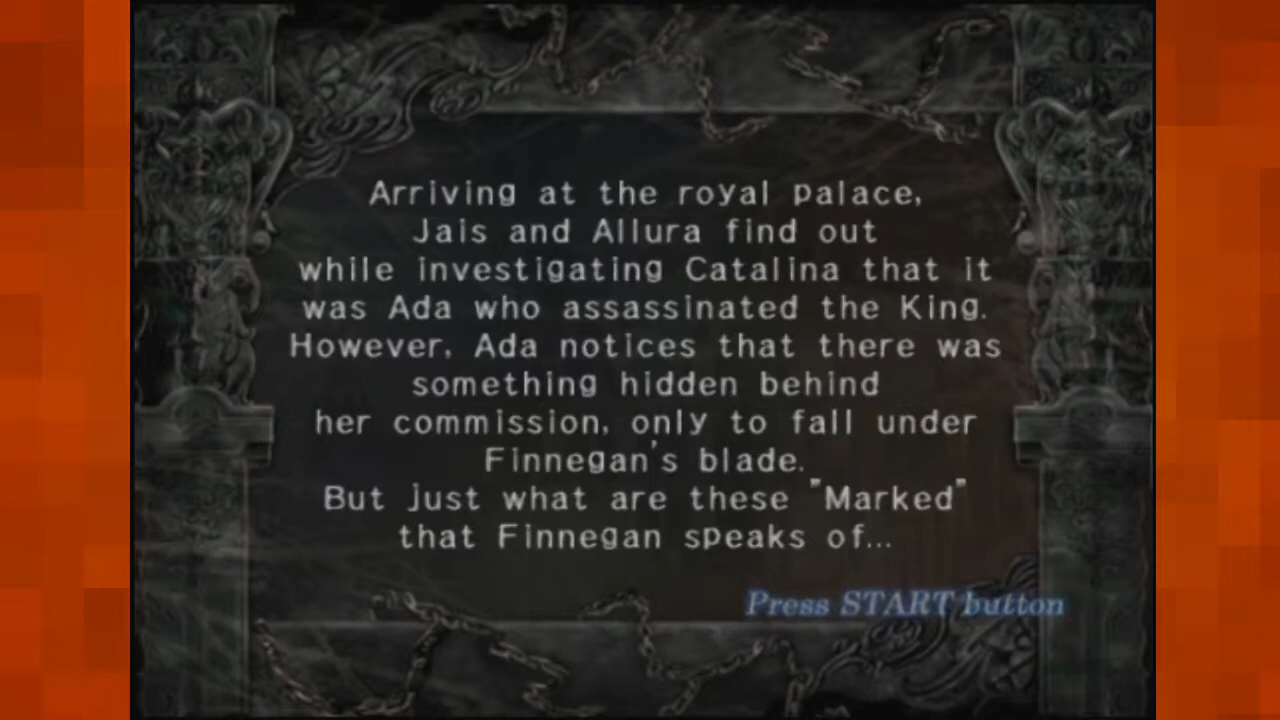 Arriving at the royal palace,
Jais and Allura find out
while investigating Catalina that it
was Ada who assassinated the King.
However, Ada notices that there was
something hidden behind
her commission, only to fall under
Finnegan's blade.
But just what are these "Marked"
that Finnegan speaks of...
Press START button